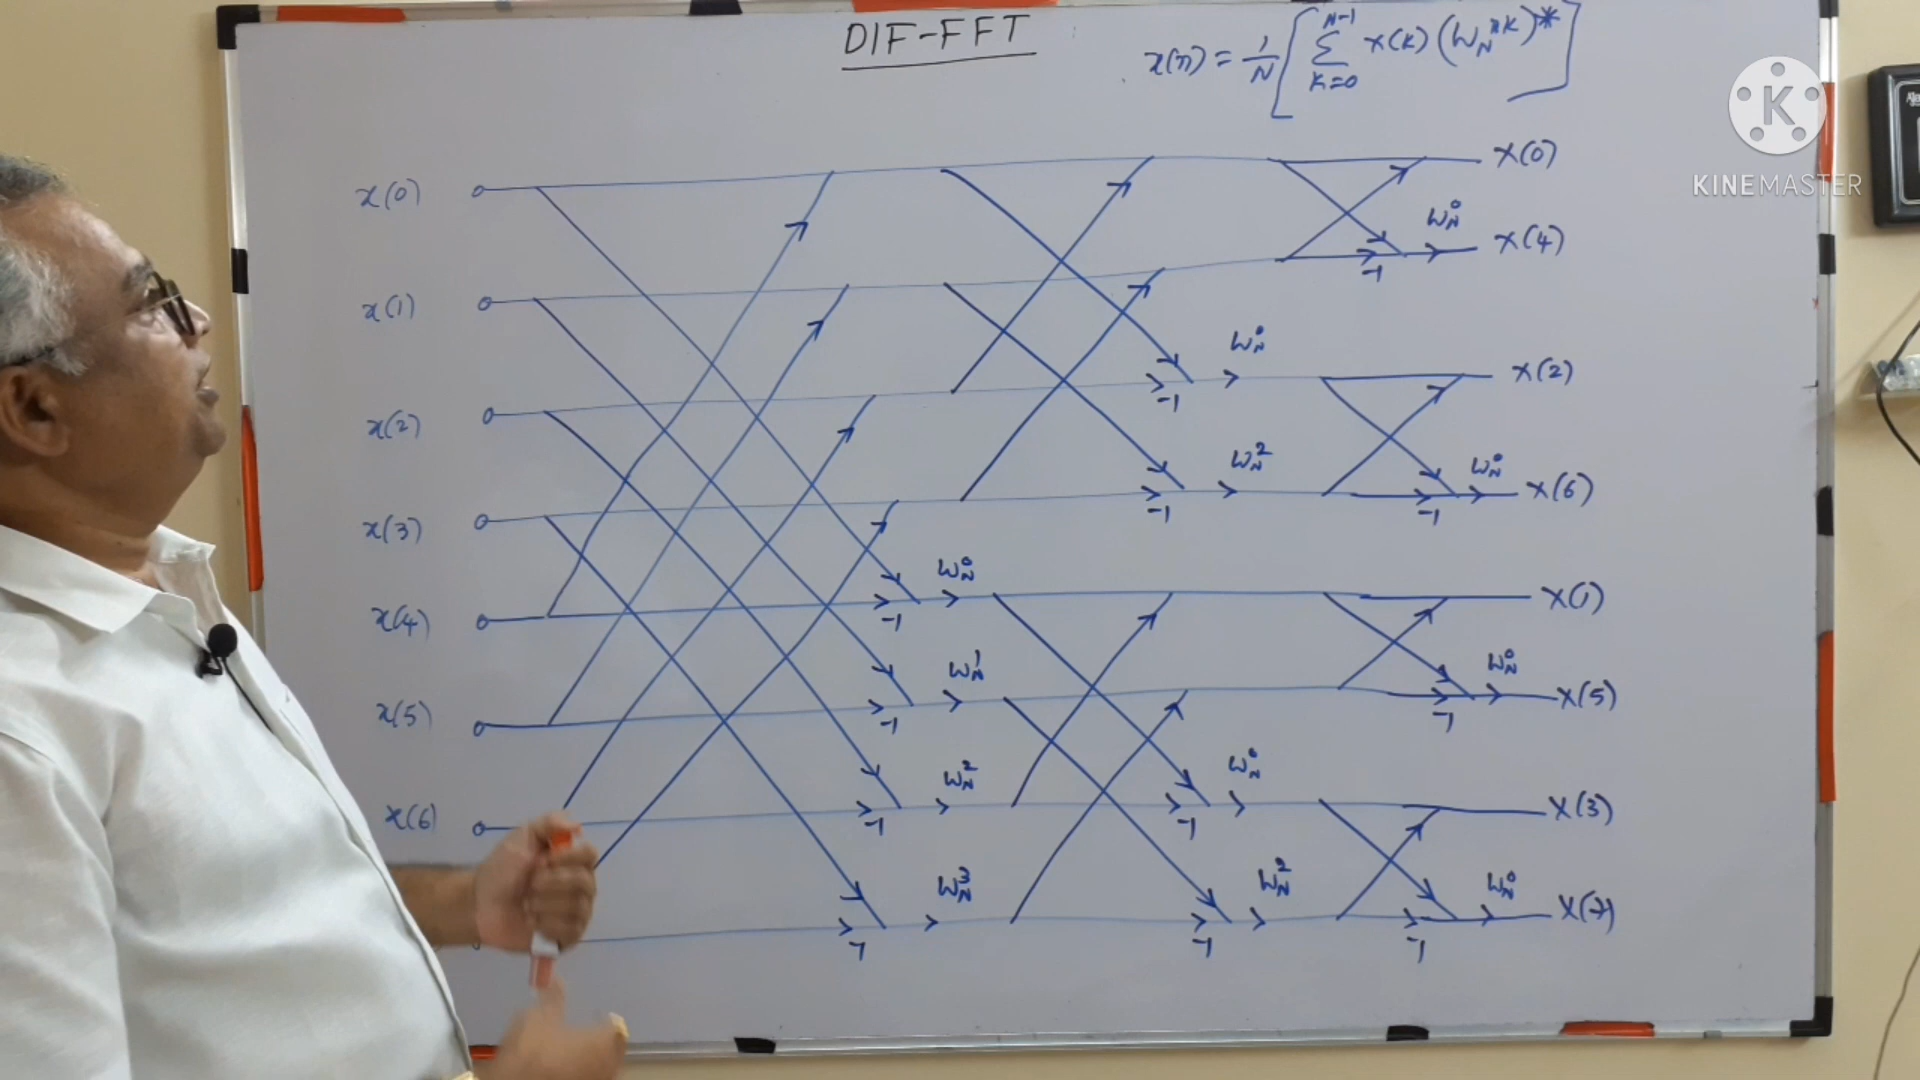 DIF-FFT
x(n) = 1/N [ N-1 Σ K=0 X(K) (W_N^nK)* ]
K
KINEMASTER
x(0) X(0)
W_N^0
X(4)
-1
x(1)
W_N^0
X(2)
-1
x(2)
W_N^2 W_N^0
X(6)
-1 -1
x(3)
W_N^0
X(1)
x(4)
-1
W_N^1 W_N^0
X(5)
x(5)
-1 -1
W_N^2 W_N^0
X(3)
x(6)
-1 -1
W_N^3 W_N^2 W_N^0
X(7)
-1 -1 -1